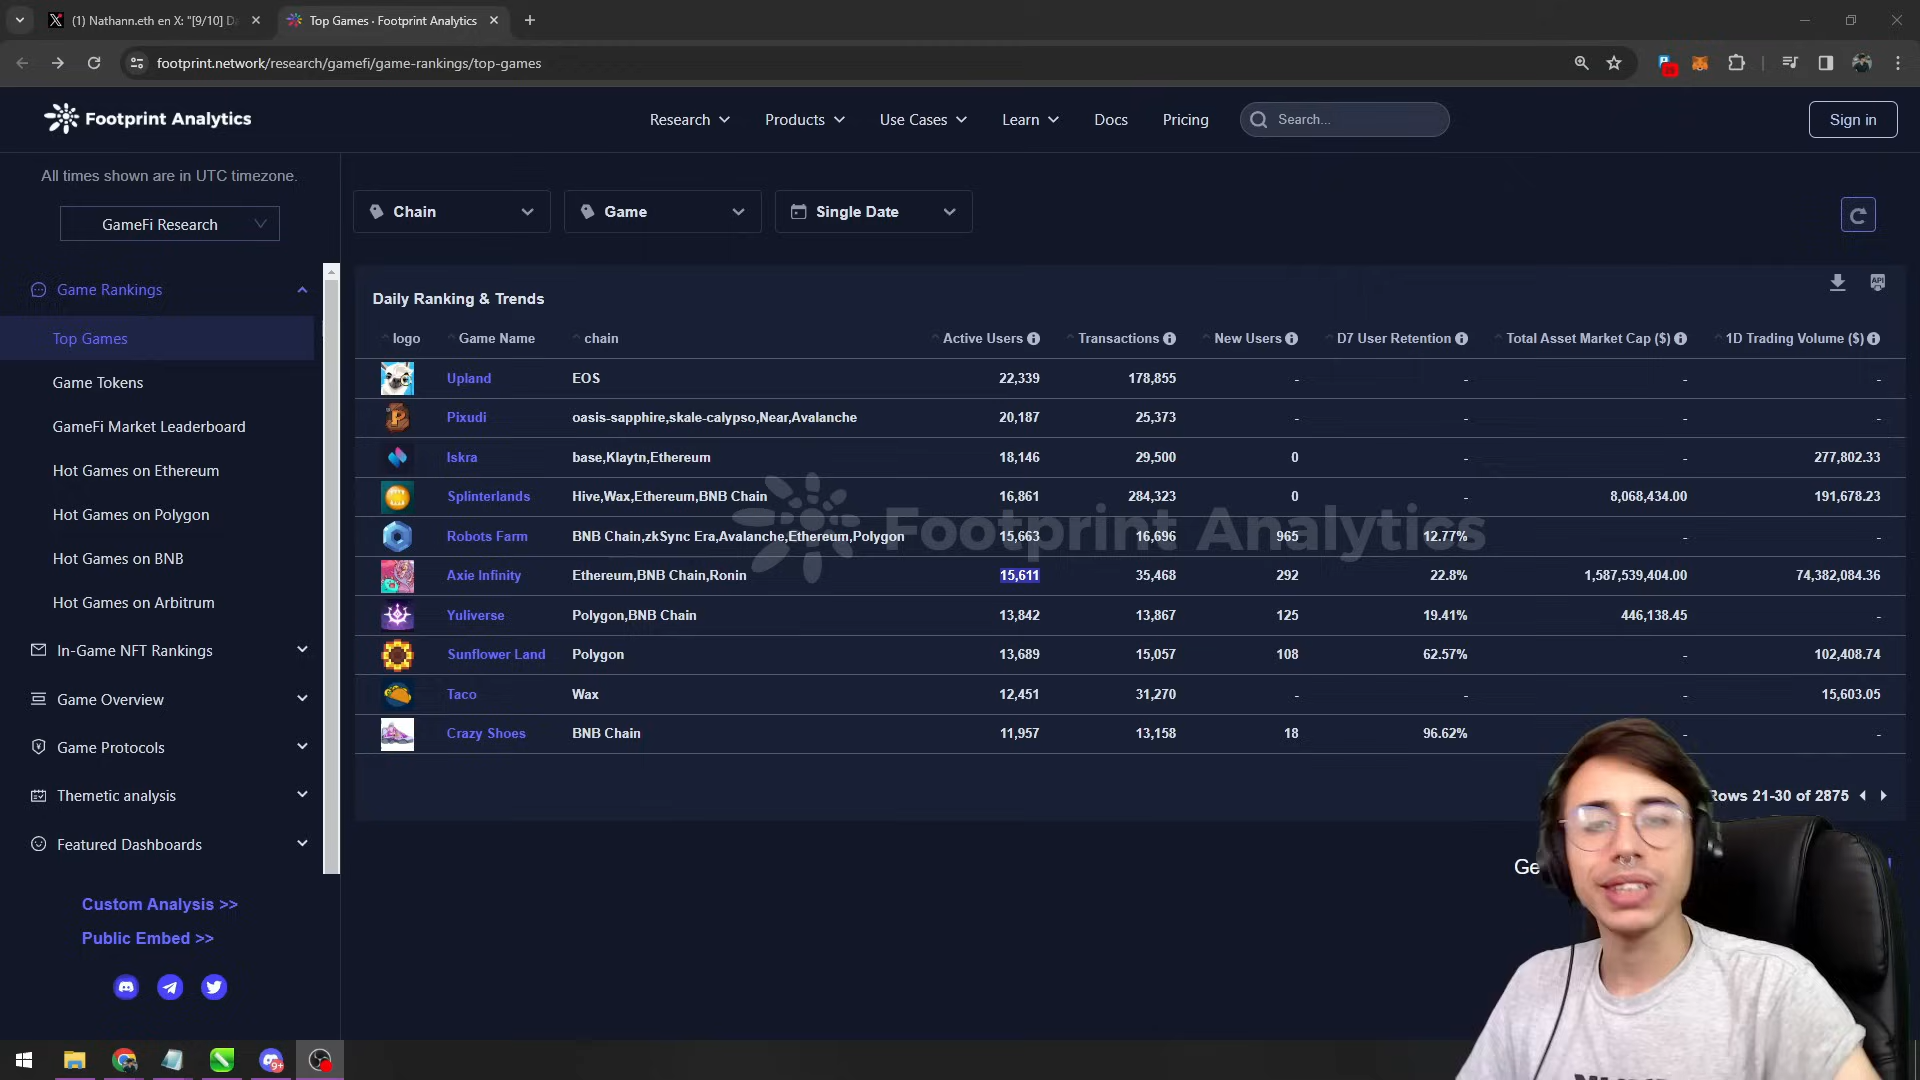 (1) Nathann.eth en X: "[9/10] D
Top Games · Footprint Analytics
footprint.network/research/gamefi/game-rankings/top-games
Footprint Analytics
Research
Products
Use Cases
Learn
Docs
Pricing
Search...
Sign in
All times shown are in UTC timezone.
GameFi Research
Chain
Game
Single Date
Game Rankings
Top Games
Game Tokens
GameFi Market Leaderboard
Hot Games on Ethereum
Hot Games on Polygon
Hot Games on BNB
Hot Games on Arbitrum
In-Game NFT Rankings
Game Overview
Game Protocols
Themetic analysis
Featured Dashboards
Custom Analysis >>
Public Embed >>
Daily Ranking & Trends
API
logo Game Name chain Active Users Transactions New Users D7 User Retention Total Asset Market Cap ($) 1D Trading Volume ($)
Upland EOS 22,339 178,855 - - - -
Pixudi oasis-sapphire,skale-calypso,Near,Avalanche 20,187 25,373 - - - -
Iskra base,Klaytn,Ethereum 18,146 29,500 0 - - 277,802.33
Splinterlands Hive,Wax,Ethereum,BNB Chain 16,861 284,323 0 - 8,068,434.00 191,678.23
Robots Farm BNB Chain,zkSync Era,Avalanche,Ethereum,Polygon 15,663 16,696 965 12.77% - -
Axie Infinity Ethereum,BNB Chain,Ronin 15,611 35,468 292 22.8% 1,587,539,404.00 74,382,084.36
Yuliverse Polygon,BNB Chain 13,842 13,867 125 19.41% 446,138.45 -
Sunflower Land Polygon 13,689 15,057 108 62.57% - 102,408.74
Taco Wax 12,451 31,270 - - - 15,603.05
Crazy Shoes BNB Chain 11,957 13,158 18 96.62% - -
Footprint Analytics
Rows 21-30 of 2875
Ge
9+